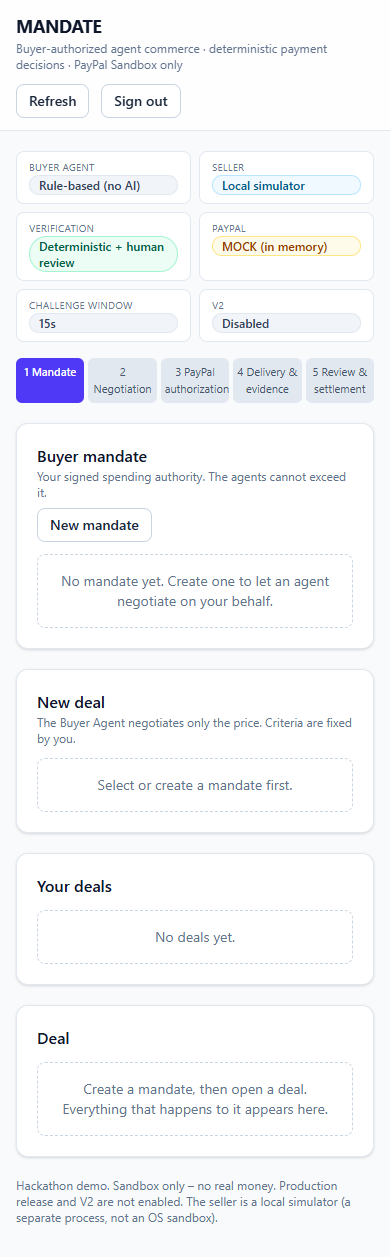 MANDATE
Buyer-authorized agent commerce · deterministic payment
decisions · PayPal Sandbox only
Refresh
Sign out
BUYER AGENT
Rule-based (no AI)
SELLER
Local simulator
VERIFICATION
Deterministic + human
review
PAYPAL
MOCK (in memory)
CHALLENGE WINDOW
15s
V2
Disabled
1 Mandate
2
Negotiation
3 PayPal
authorization
4 Delivery &
evidence
5 Review &
settlement
Buyer mandate
Your signed spending authority. The agents cannot exceed
it.
New mandate
No mandate yet. Create one to let an agent
negotiate on your behalf.
New deal
The Buyer Agent negotiates only the price. Criteria are fixed
by you.
Select or create a mandate first.
Your deals
No deals yet.
Deal
Create a mandate, then open a deal.
Everything that happens to it appears here.
Hackathon demo. Sandbox only – no real money. Production
release and V2 are not enabled. The seller is a local simulator (a
separate process, not an OS sandbox).